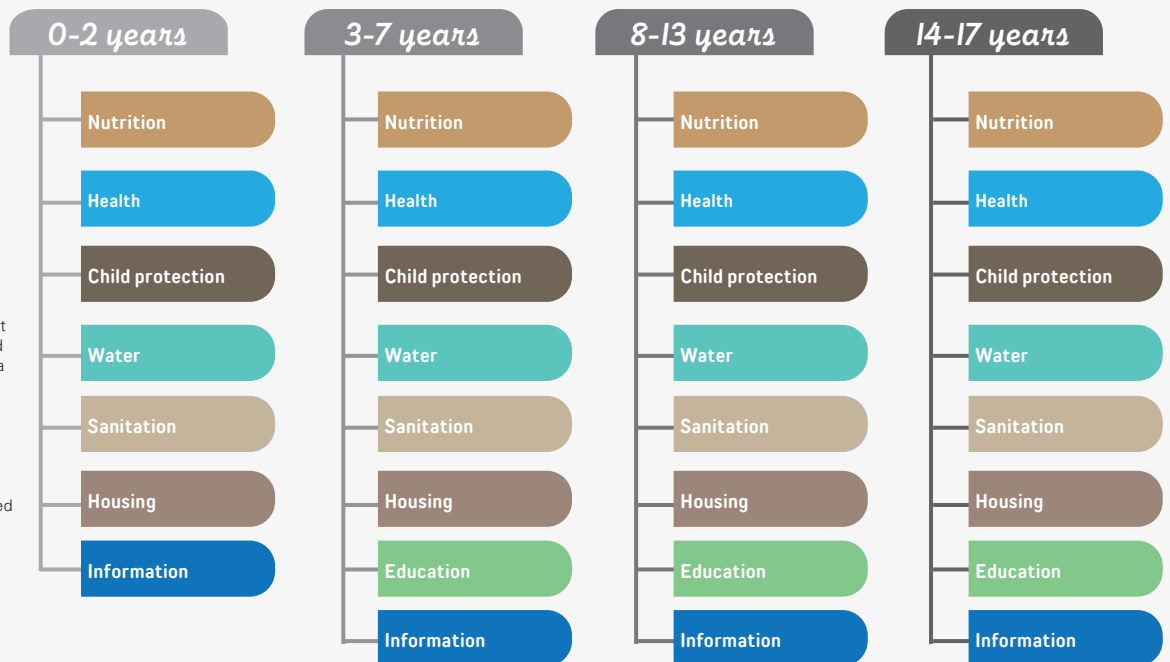 0-2 years
Nutrition
Health
Child protection
Water
Sanitation
Housing
Information
3-7 years
Nutrition
Health
Child protection
Water
Sanitation
Housing
Education
Information
8-13 years
Nutrition
Health
Child protection
Water
Sanitation
Housing
Education
Information
14-17 years
Nutrition
Health
Child protection
Water
Sanitation
Housing
Education
Information